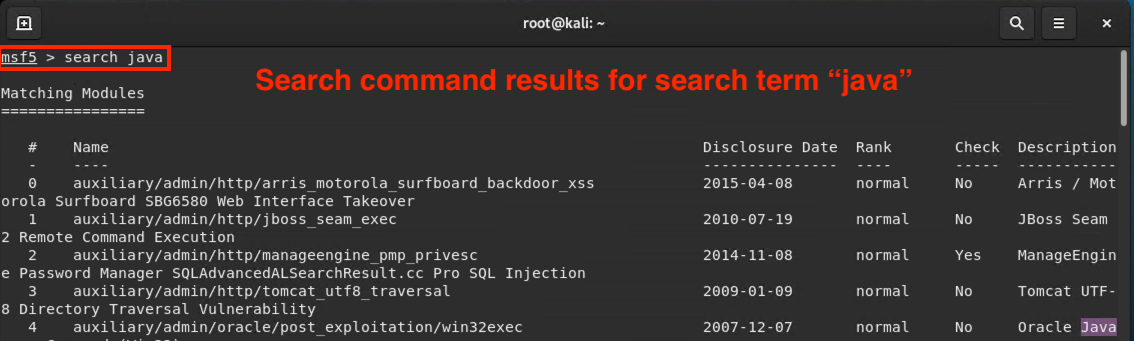 root@kali: ~
msf5 > search java
Search command results for search term “java”
Matching Modules
================
#     Name     Disclosure Date  Rank     Check  Description
-     ----     ---------------  ----     -----  -----------
0     auxiliary/admin/http/arris_motorola_surfboard_backdoor_xss     2015-04-08     normal     No     Arris / Mot
orola Surfboard SBG6580 Web Interface Takeover
1     auxiliary/admin/http/jboss_seam_exec     2010-07-19     normal     No     JBoss Seam
2 Remote Command Execution
2     auxiliary/admin/http/manageengine_pmp_privesc     2014-11-08     normal     Yes     ManageEngin
e Password Manager SQLAdvancedALSearchResult.cc Pro SQL Injection
3     auxiliary/admin/http/tomcat_utf8_traversal     2009-01-09     normal     No     Tomcat UTF-
8 Directory Traversal Vulnerability
4     auxiliary/admin/oracle/post_exploitation/win32exec     2007-12-07     normal     No     Oracle Java